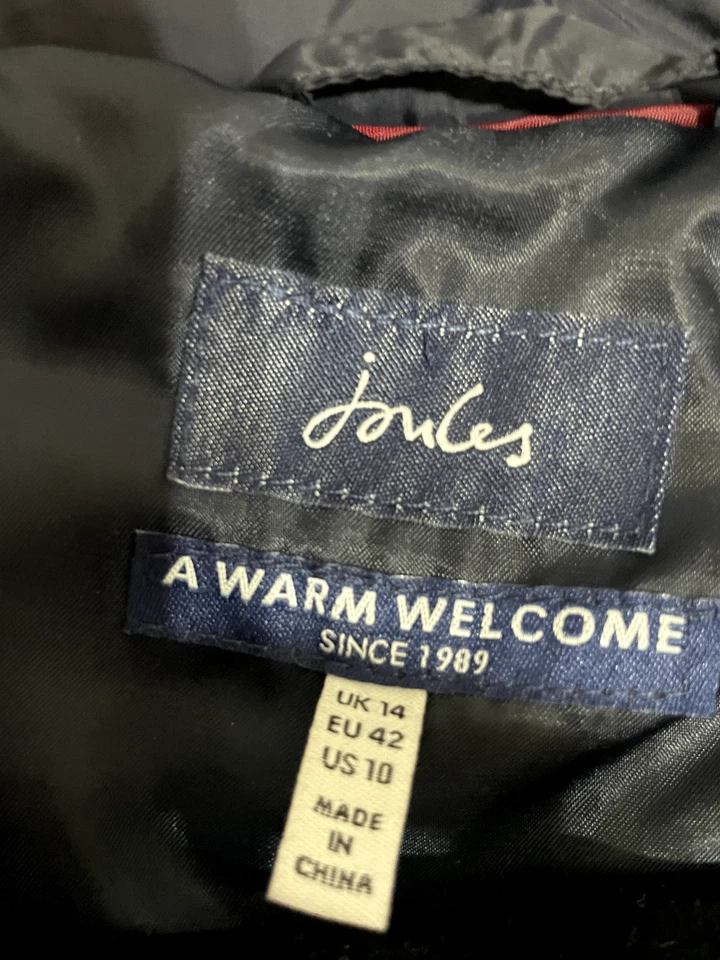 joules
A WARM WELCOME
SINCE 1989
UK 14
EU 42
US 10
MADE
IN
CHINA